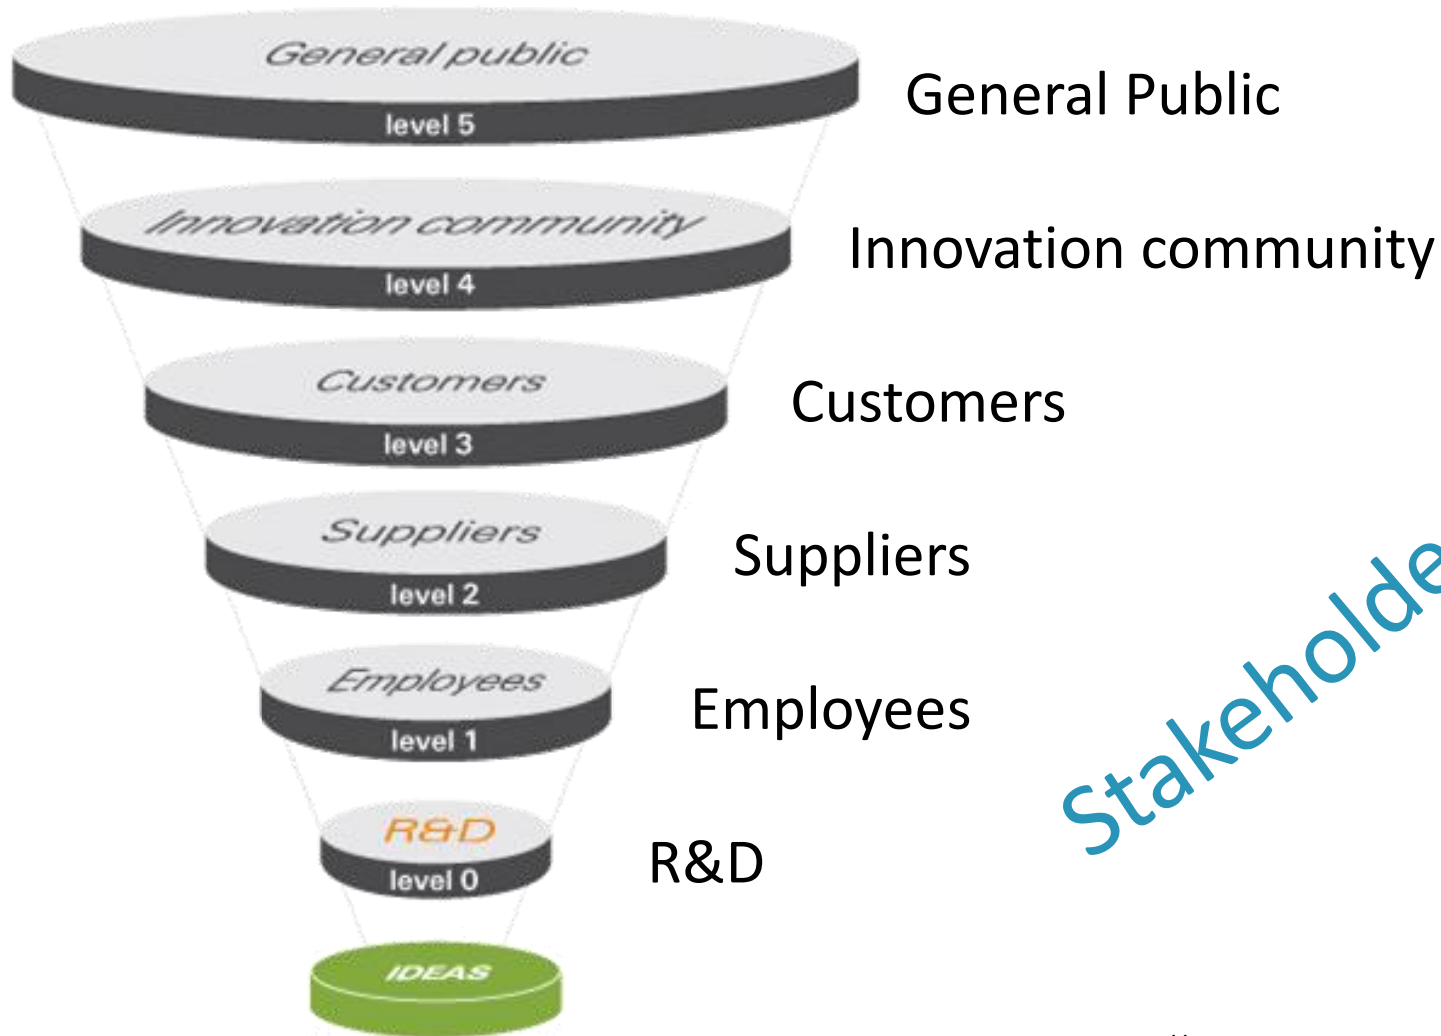 General public
General Public
level 5
Innovation community
Innovation community
level 4
Customers
Customers
level 3
Suppliers
Suppliers
level 2
Employees
Employees
level 1
R&D
R&D
level 0
IDEAS
Stakeholde